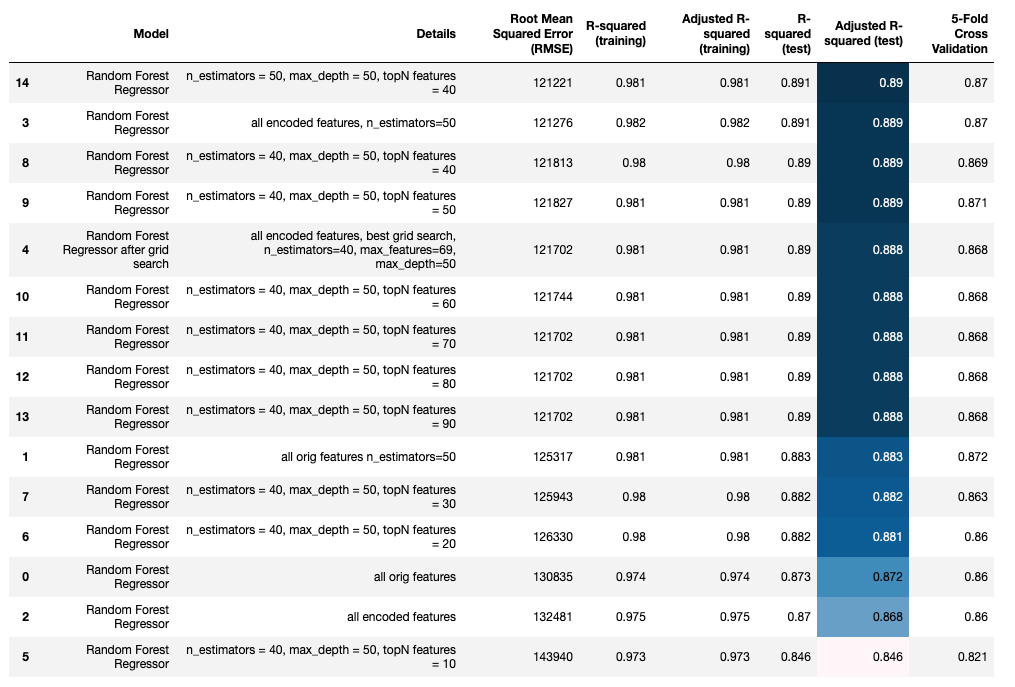 Model Details Root Mean Squared Error (RMSE) R-squared (training) Adjusted R-squared (training) R-squared (test) Adjusted R-squared (test) 5-Fold Cross Validation
14 Random Forest Regressor n_estimators = 50, max_depth = 50, topN features = 40 121221 0.981 0.981 0.891 0.89 0.87
3 Random Forest Regressor all encoded features, n_estimators=50 121276 0.982 0.982 0.891 0.889 0.87
8 Random Forest Regressor n_estimators = 40, max_depth = 50, topN features = 40 121813 0.98 0.98 0.89 0.889 0.869
9 Random Forest Regressor n_estimators = 40, max_depth = 50, topN features = 50 121827 0.981 0.981 0.89 0.889 0.871
4 Random Forest Regressor after grid search all encoded features, best grid search, n_estimators=40, max_features=69, max_depth=50 121702 0.981 0.981 0.89 0.888 0.868
10 Random Forest Regressor n_estimators = 40, max_depth = 50, topN features = 60 121744 0.981 0.981 0.89 0.888 0.868
11 Random Forest Regressor n_estimators = 40, max_depth = 50, topN features = 70 121702 0.981 0.981 0.89 0.888 0.868
12 Random Forest Regressor n_estimators = 40, max_depth = 50, topN features = 80 121702 0.981 0.981 0.89 0.888 0.868
13 Random Forest Regressor n_estimators = 40, max_depth = 50, topN features = 90 121702 0.981 0.981 0.89 0.888 0.868
1 Random Forest Regressor all orig features n_estimators=50 125317 0.981 0.981 0.883 0.883 0.872
7 Random Forest Regressor n_estimators = 40, max_depth = 50, topN features = 30 125943 0.98 0.98 0.882 0.882 0.863
6 Random Forest Regressor n_estimators = 40, max_depth = 50, topN features = 20 126330 0.98 0.98 0.882 0.881 0.86
0 Random Forest Regressor all orig features 130835 0.974 0.974 0.873 0.872 0.86
2 Random Forest Regressor all encoded features 132481 0.975 0.975 0.87 0.868 0.86
5 Random Forest Regressor n_estimators = 40, max_depth = 50, topN features = 10 143940 0.973 0.973 0.846 0.846 0.821